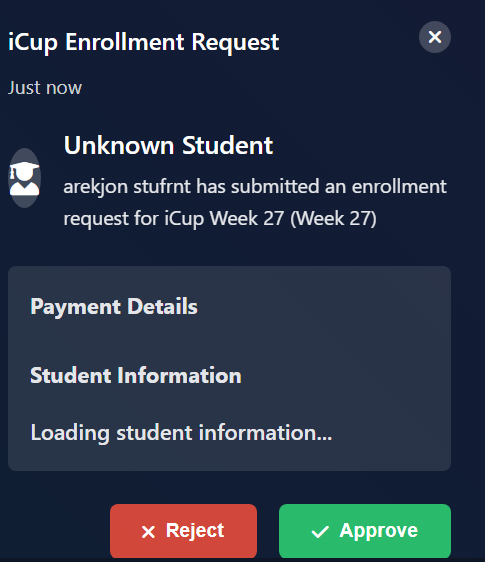 iCup Enrollment Request
Just now
Unknown Student
arekjon stufrnt has submitted an enrollment
request for iCup Week 27 (Week 27)
Payment Details
Student Information
Loading student information...
Reject
Approve